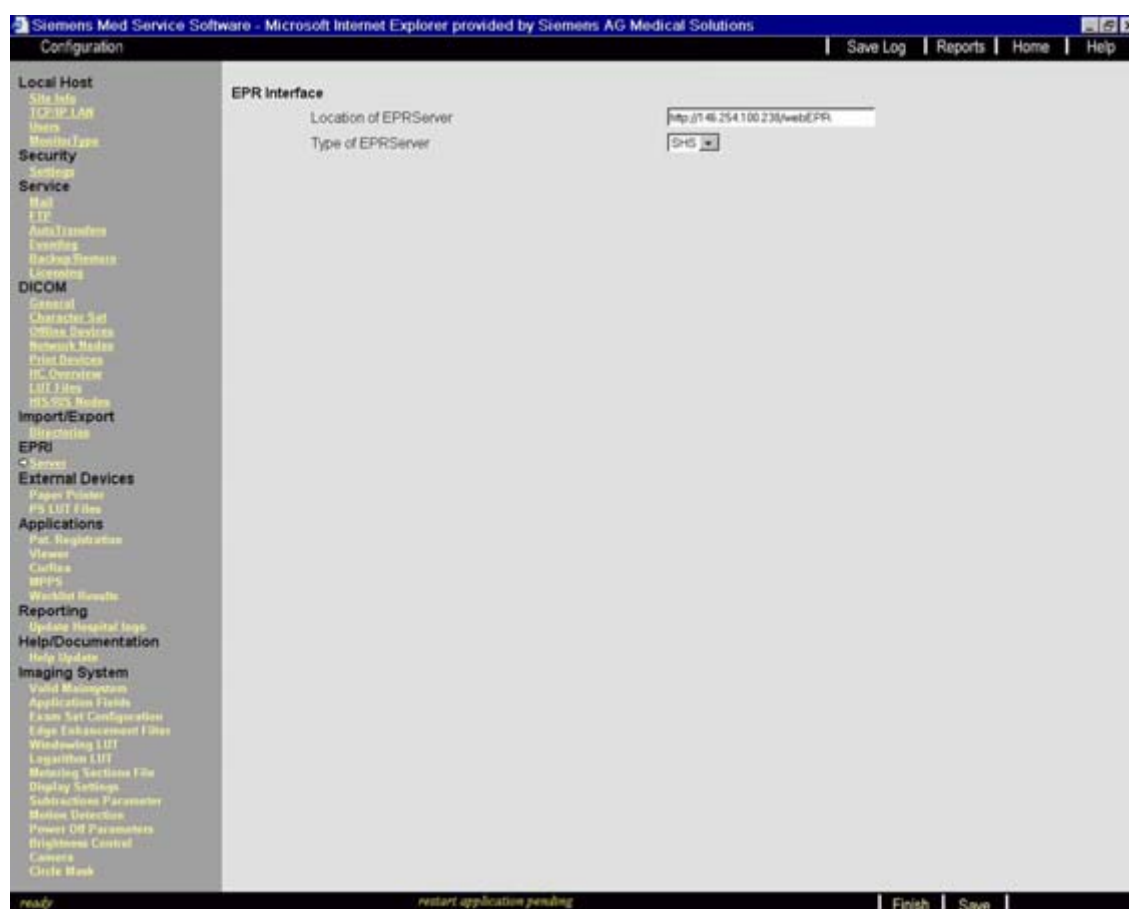 Siemens Med Service Software - Microsoft Internet Explorer provided by Siemens AG Medical Solutions
Configuration
Save Log
Reports
Home
Help
Local Host
Site Info
TCP/IP LAN
Users
MonitorType
Security
Settings
Service
Mail
FTP
AutoTransfers
Eventlog
Backup/Restore
Licensing
DICOM
General
Character Set
Offline Devices
Network Nodes
Print Devices
HC Overview
LUT Files
HIS/RIS Nodes
Import/Export
Directories
EPRI
Server
External Devices
Paper Printer
PS LUT Files
Applications
Pat. Registration
Viewer
MPPS
Worklist Results
Reporting
Update Hospital logo
Help/Documentation
Help Update
Imaging System
Valid Mainsystem
Application Fields
Exam Set Configuration
Edge Enhancement Filter
Windowing LUT
Logarithm LUT
Metering Sections File
Display Settings
Subtractions Parameter
Motion Detection
Power Off Parameters
Brightness Control
Camera
Circle Mask
EPR Interface
Location of EPRServer
http://146.254.100.238/webEPR
Type of EPRServer
SHS
ready
restart application pending
Finish
Save